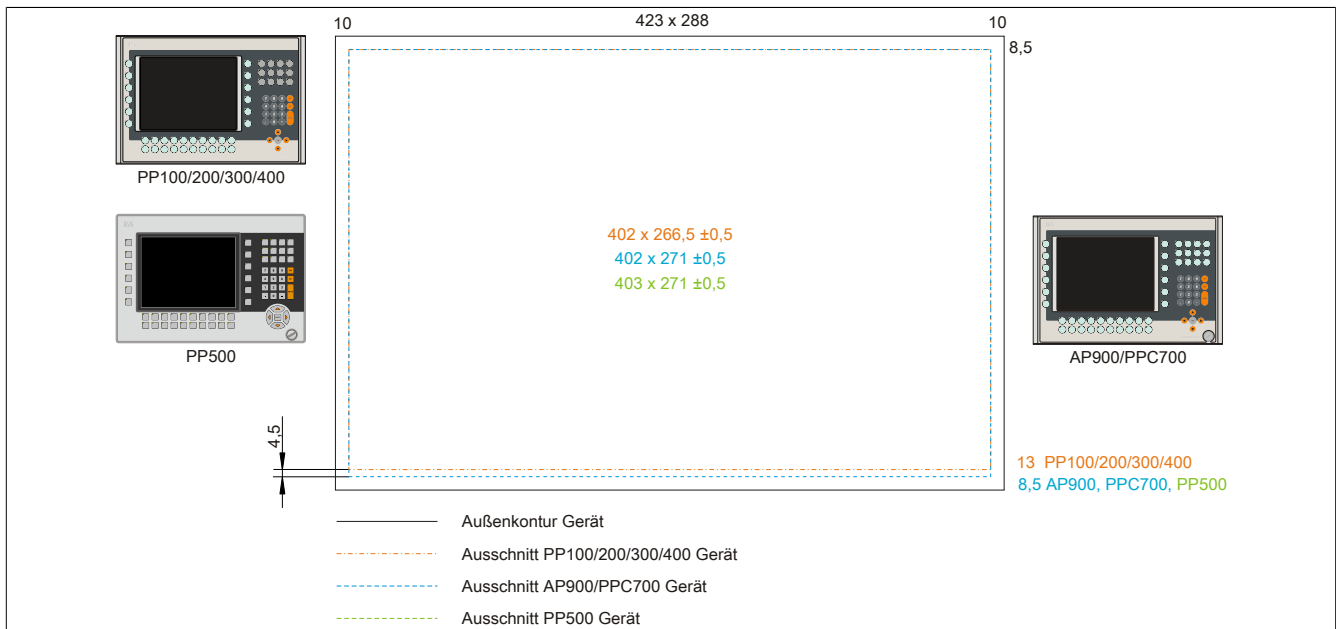 10
423 x 288
10
8,5
PP100/200/300/400
402 x 266,5 ±0,5
402 x 271 ±0,5
403 x 271 ±0,5
PP500
AP900/PPC700
4,5
13 PP100/200/300/400
8,5 AP900, PPC700, PP500
Außenkontur Gerät
Ausschnitt PP100/200/300/400 Gerät
Ausschnitt AP900/PPC700 Gerät
Ausschnitt PP500 Gerät